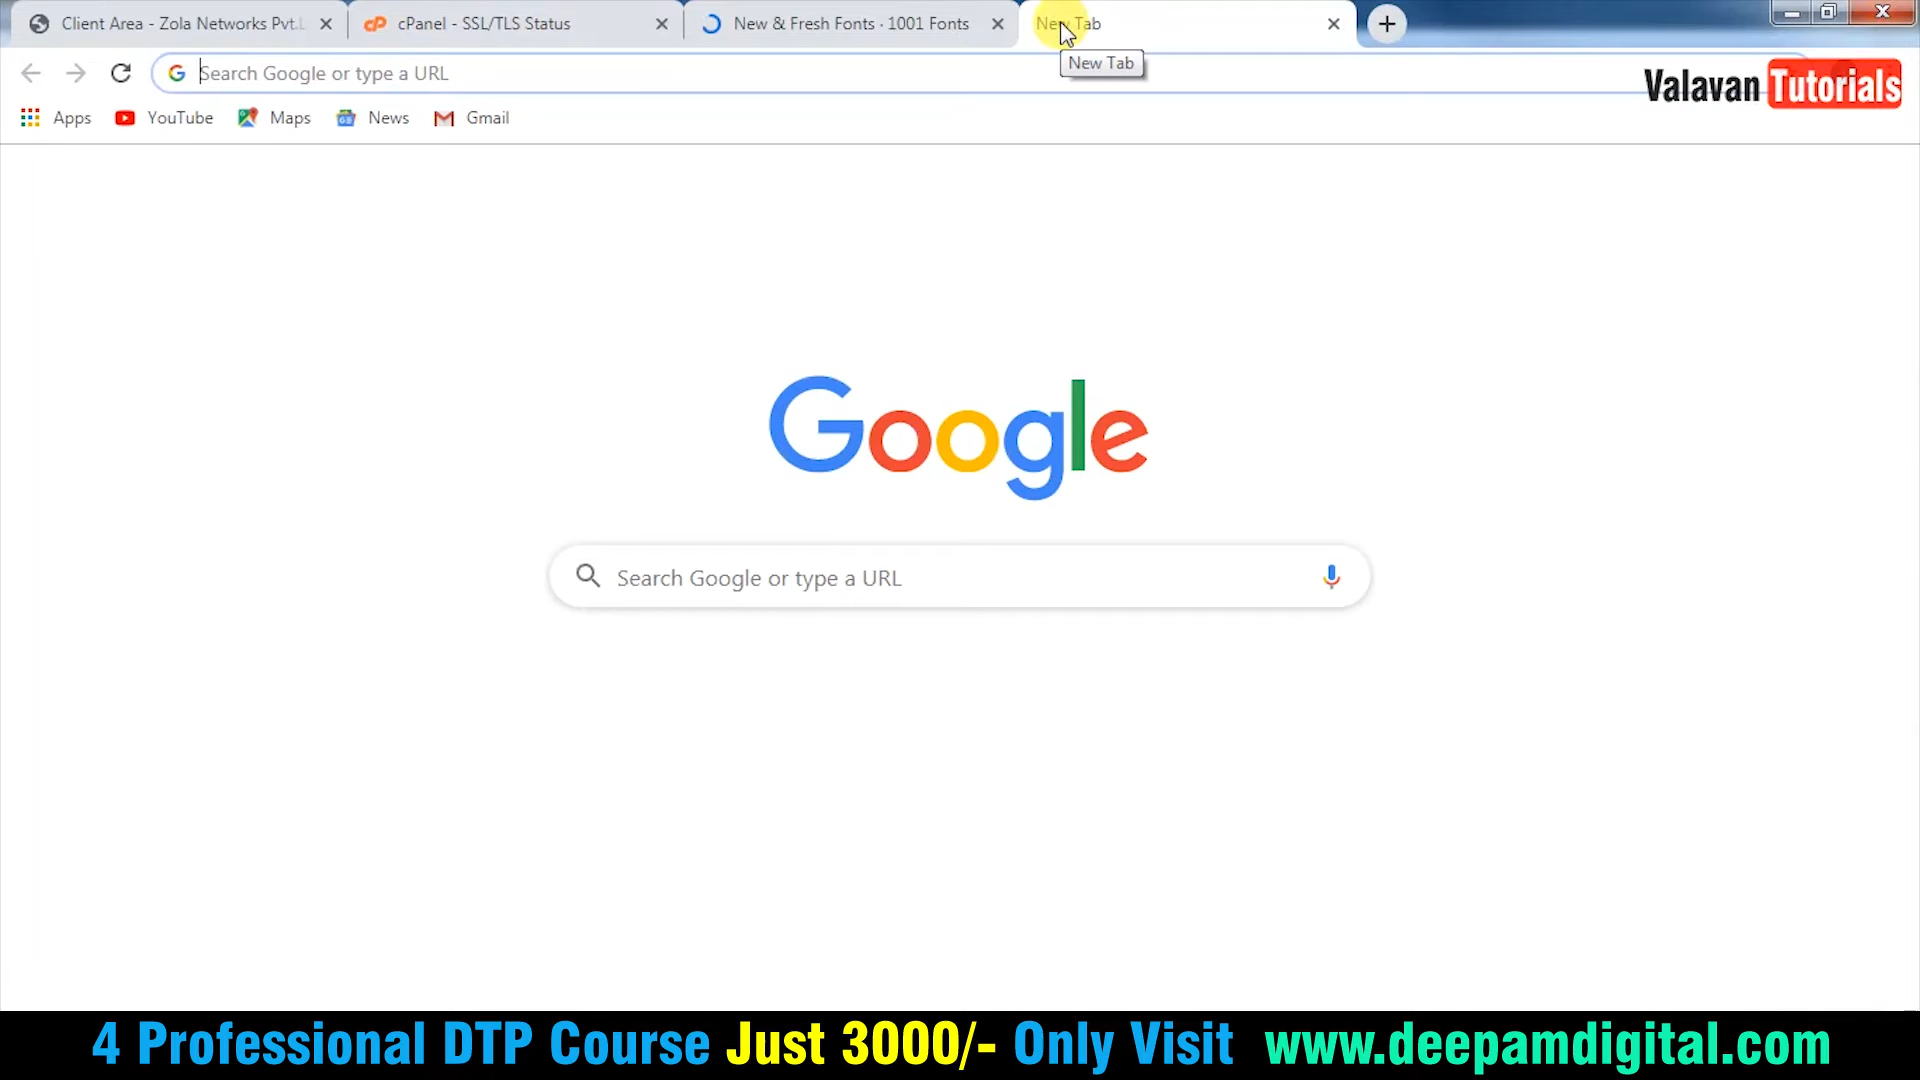 Client Area - Zola Networks Pvt.L
cPanel - SSL/TLS Status
New & Fresh Fonts · 1001 Fonts
New Tab
New Tab
Search Google or type a URL
Valavan Tutorials
Apps
YouTube
Maps
News
Gmail
Google
Search Google or type a URL
4 Professional DTP Course Just 3000/- Only Visit www.deepamdigital.com